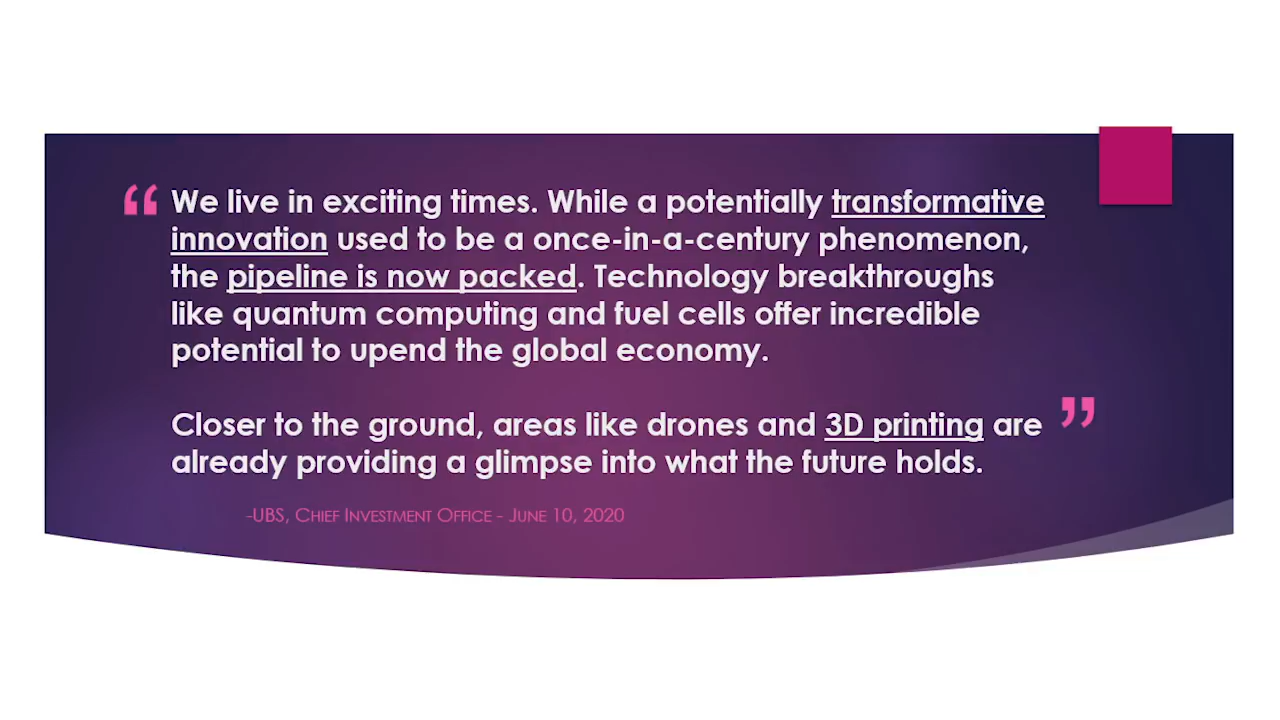 “ We live in exciting times. While a potentially transformative
innovation used to be a once-in-a-century phenomenon,
the pipeline is now packed. Technology breakthroughs
like quantum computing and fuel cells offer incredible
potential to upend the global economy.
Closer to the ground, areas like drones and 3D printing are ”
already providing a glimpse into what the future holds.
-UBS, Chief Investment Office - June 10, 2020